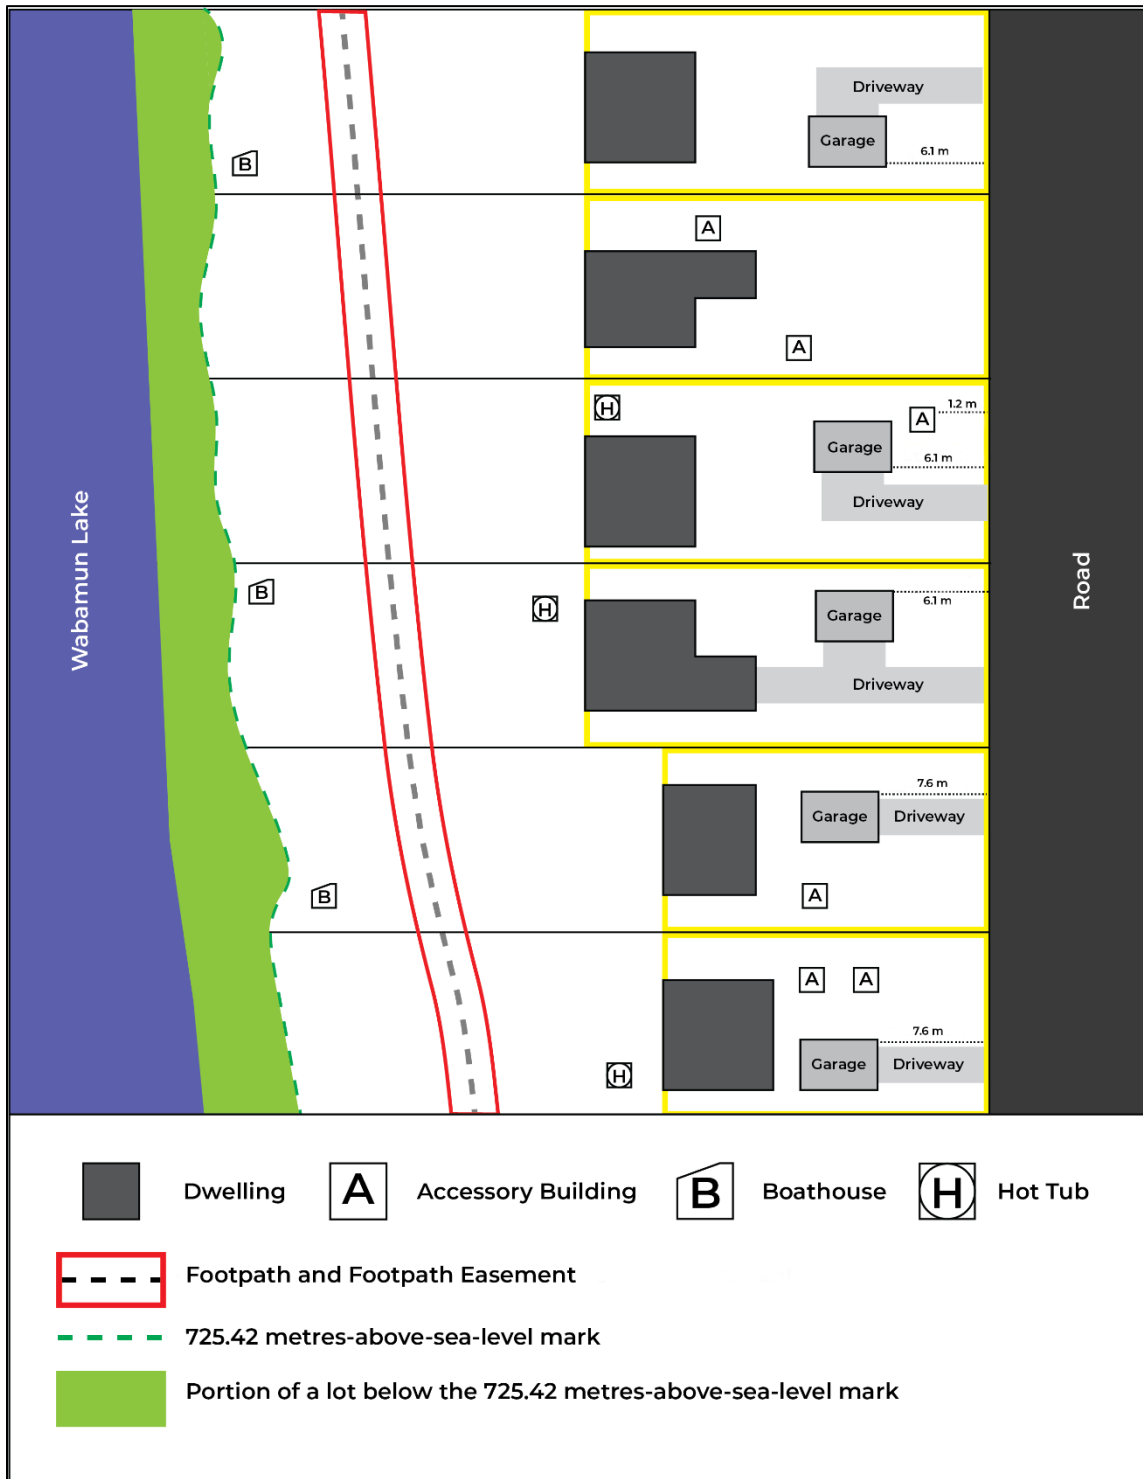 Driveway
Garage
6.1 m
B
A
A
H
1.2 m
A
Garage
6.1 m
Driveway
Wabamun Lake
Road
B
H
6.1 m
Garage
Driveway
7.6 m
Garage
Driveway
B
A
A
A
7.6 m
Garage
Driveway
H
Dwelling
A
Accessory Building
B
Boathouse
H
Hot Tub
Footpath and Footpath Easement
725.42 metres-above-sea-level mark
Portion of a lot below the 725.42 metres-above-sea-level mark